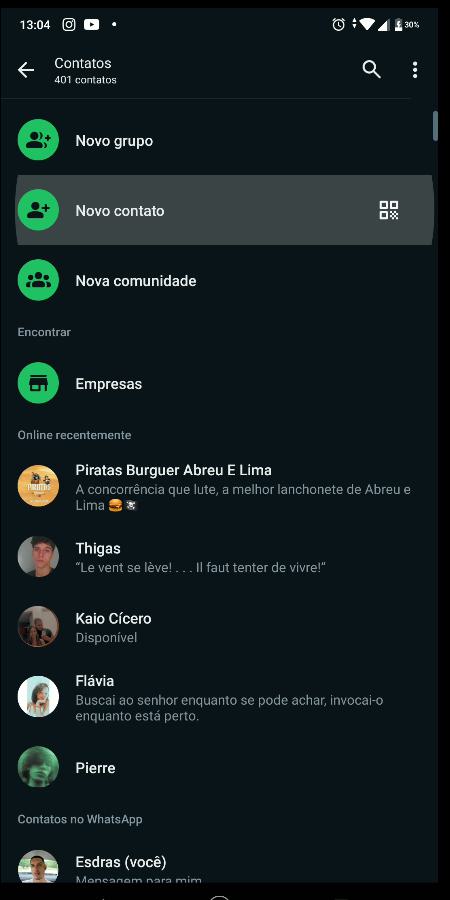 13:04
30%
Contatos
401 contatos
Novo grupo
Novo contato
Nova comunidade
Encontrar
Empresas
Online recentemente
Piratas Burguer Abreu E Lima
A concorrência que lute, a melhor lanchonete de Abreu e
Lima 🍔🏴‍☠️
Thigas
“Le vent se lève! . . . Il faut tenter de vivre!”
Kaio Cícero
Disponível
Flávia
Buscai ao senhor enquanto se pode achar, invocai-o
enquanto está perto.
Pierre
Contatos no WhatsApp
Esdras (você)
Mensagem para mim